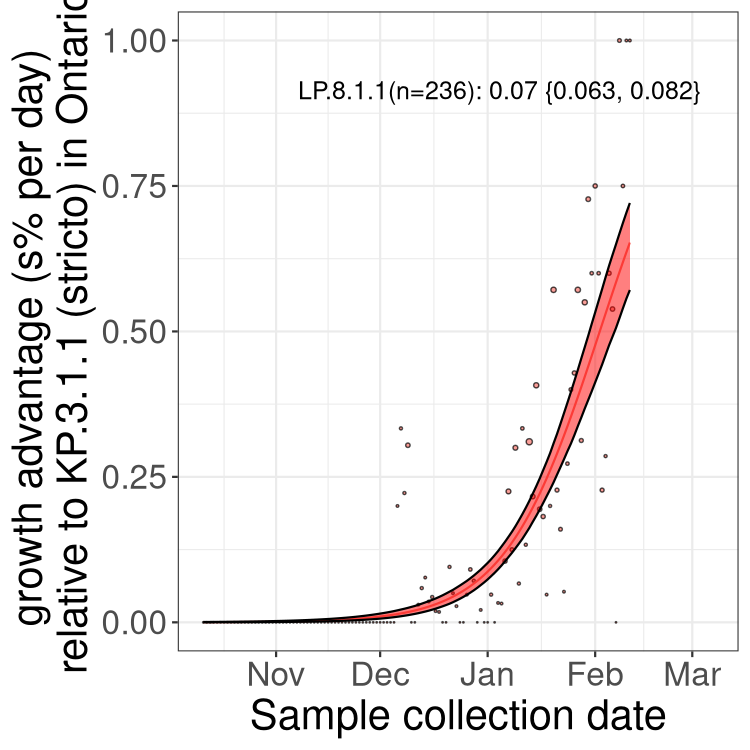 growth advantage (s% per day)
relative to KP.3.1.1 (stricto) in Ontario
1.00
0.75
0.50
0.25
0.00
LP.8.1.1(n=236): 0.07 {0.063, 0.082}
Nov Dec Jan Feb Mar
Sample collection date